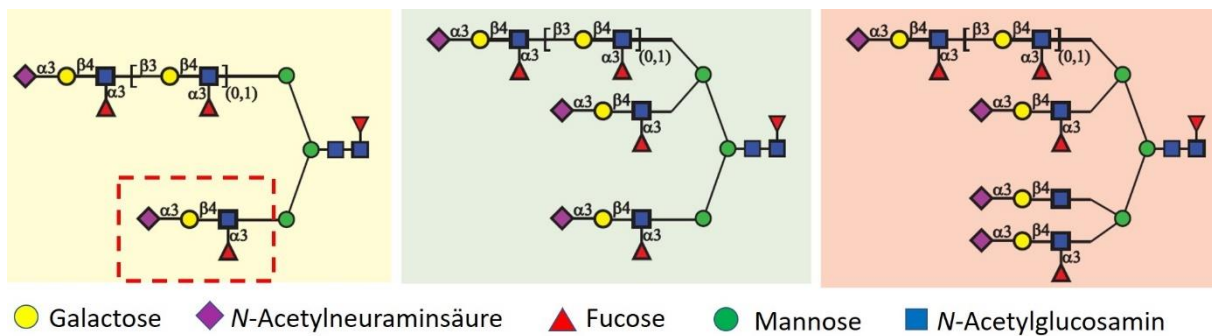 α3 β4 α3 [ β3 β4 α3 ](0,1)
α3 β4 α3
α3 β4 α3 [ β3 β4 α3 ](0,1)
α3 β4 α3
α3 β4 α3
α3 β4 α3 [ β3 β4 α3 ](0,1)
α3 β4 α3
α3 β4
α3 β4 α3
Galactose N-Acetylneuraminsäure Fucose Mannose N-Acetylglucosamin